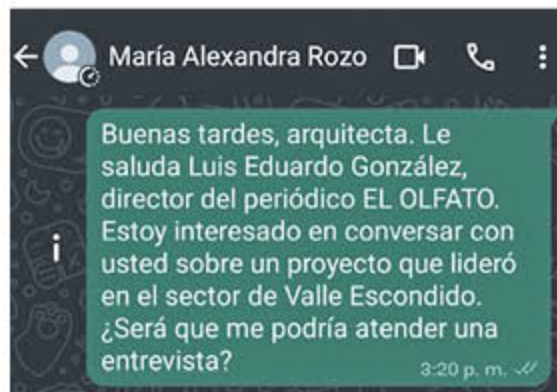 María Alexandra Rozo
Buenas tardes, arquitecta. Le
saluda Luis Eduardo González,
director del periódico EL OLFATO.
Estoy interesado en conversar con
usted sobre un proyecto que lideró
en el sector de Valle Escondido.
¿Será que me podría atender una
entrevista?
3:20 p. m.